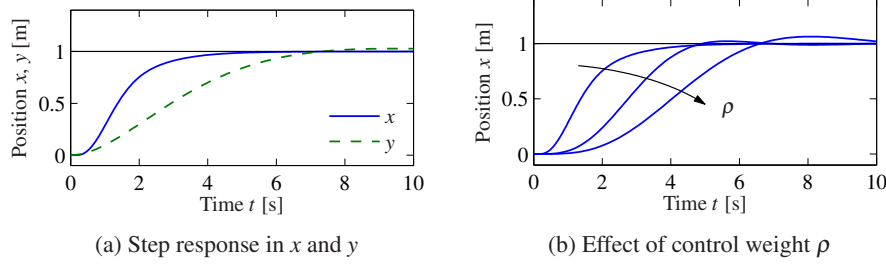 Position x, y [m]
1
0.5
0
0
2
4
6
8
10
Time t [s]
x
y
(a) Step response in x and y
Position x [m]
1
0.5
0
0
2
4
6
8
10
Time t [s]
ρ
(b) Effect of control weight ρ